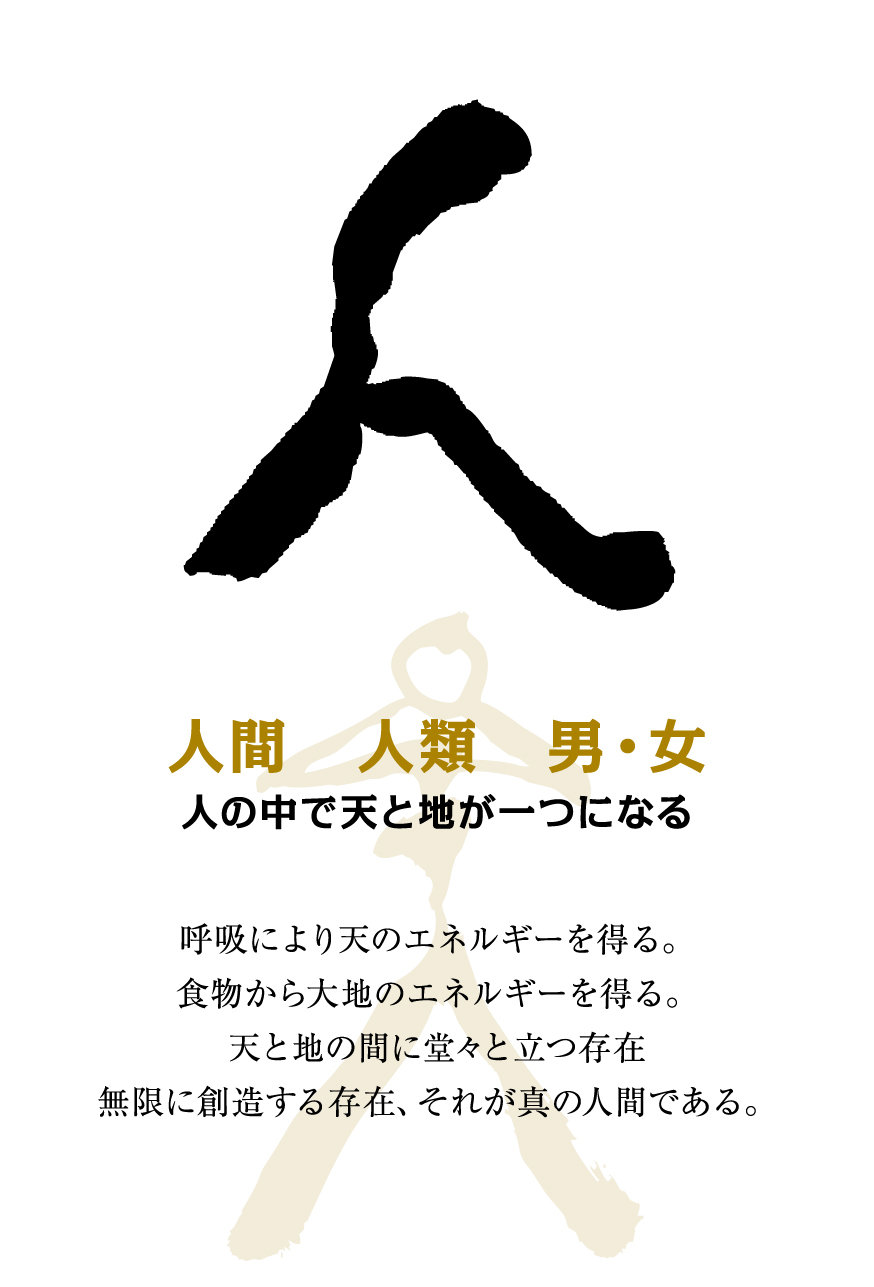 人
人間　人類　男・女
人の中で天と地が一つになる
呼吸により天のエネルギーを得る。
食物から大地のエネルギーを得る。
天と地の間に堂々と立つ存在
無限に創造する存在、それが真の人間である。